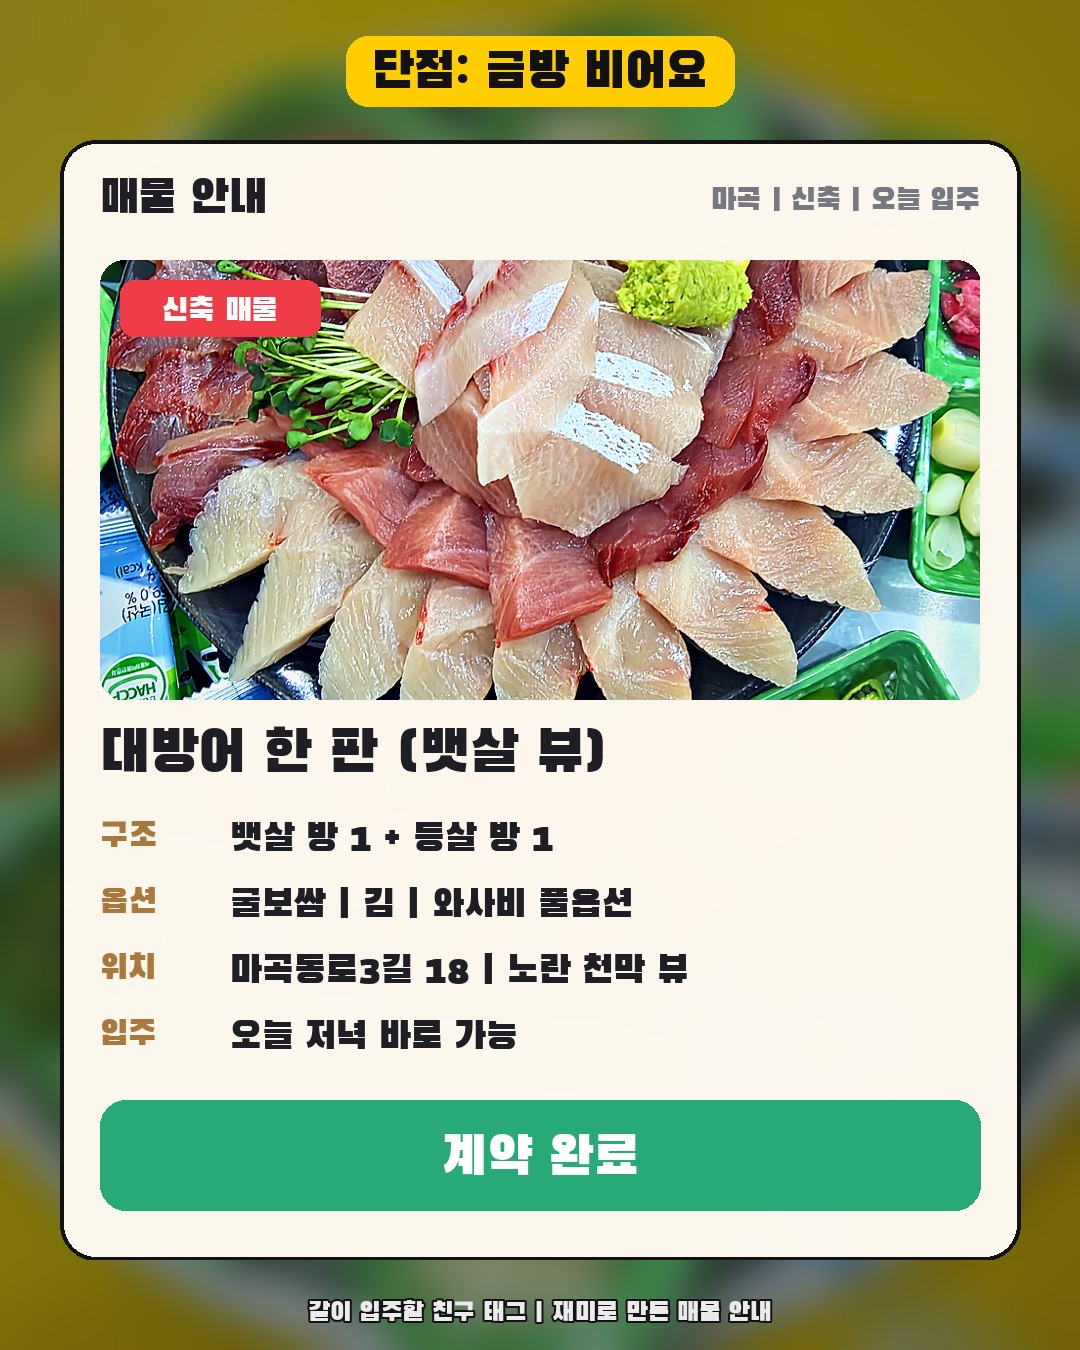 단점: 금방 비어요
매물 안내
마곡 | 신축 | 오늘 입주
신축 매물
HACCP
대방어 한 판 (뱃살 뷰)
구조 뱃살 방 1 + 등살 방 1
옵션 굴보쌈 | 김 | 와사비 풀옵션
위치 마곡동로3길 18 | 노란 천막 뷰
입주 오늘 저녁 바로 가능
계약 완료
같이 입주할 친구 태그 | 재미로 만든 매물 안내